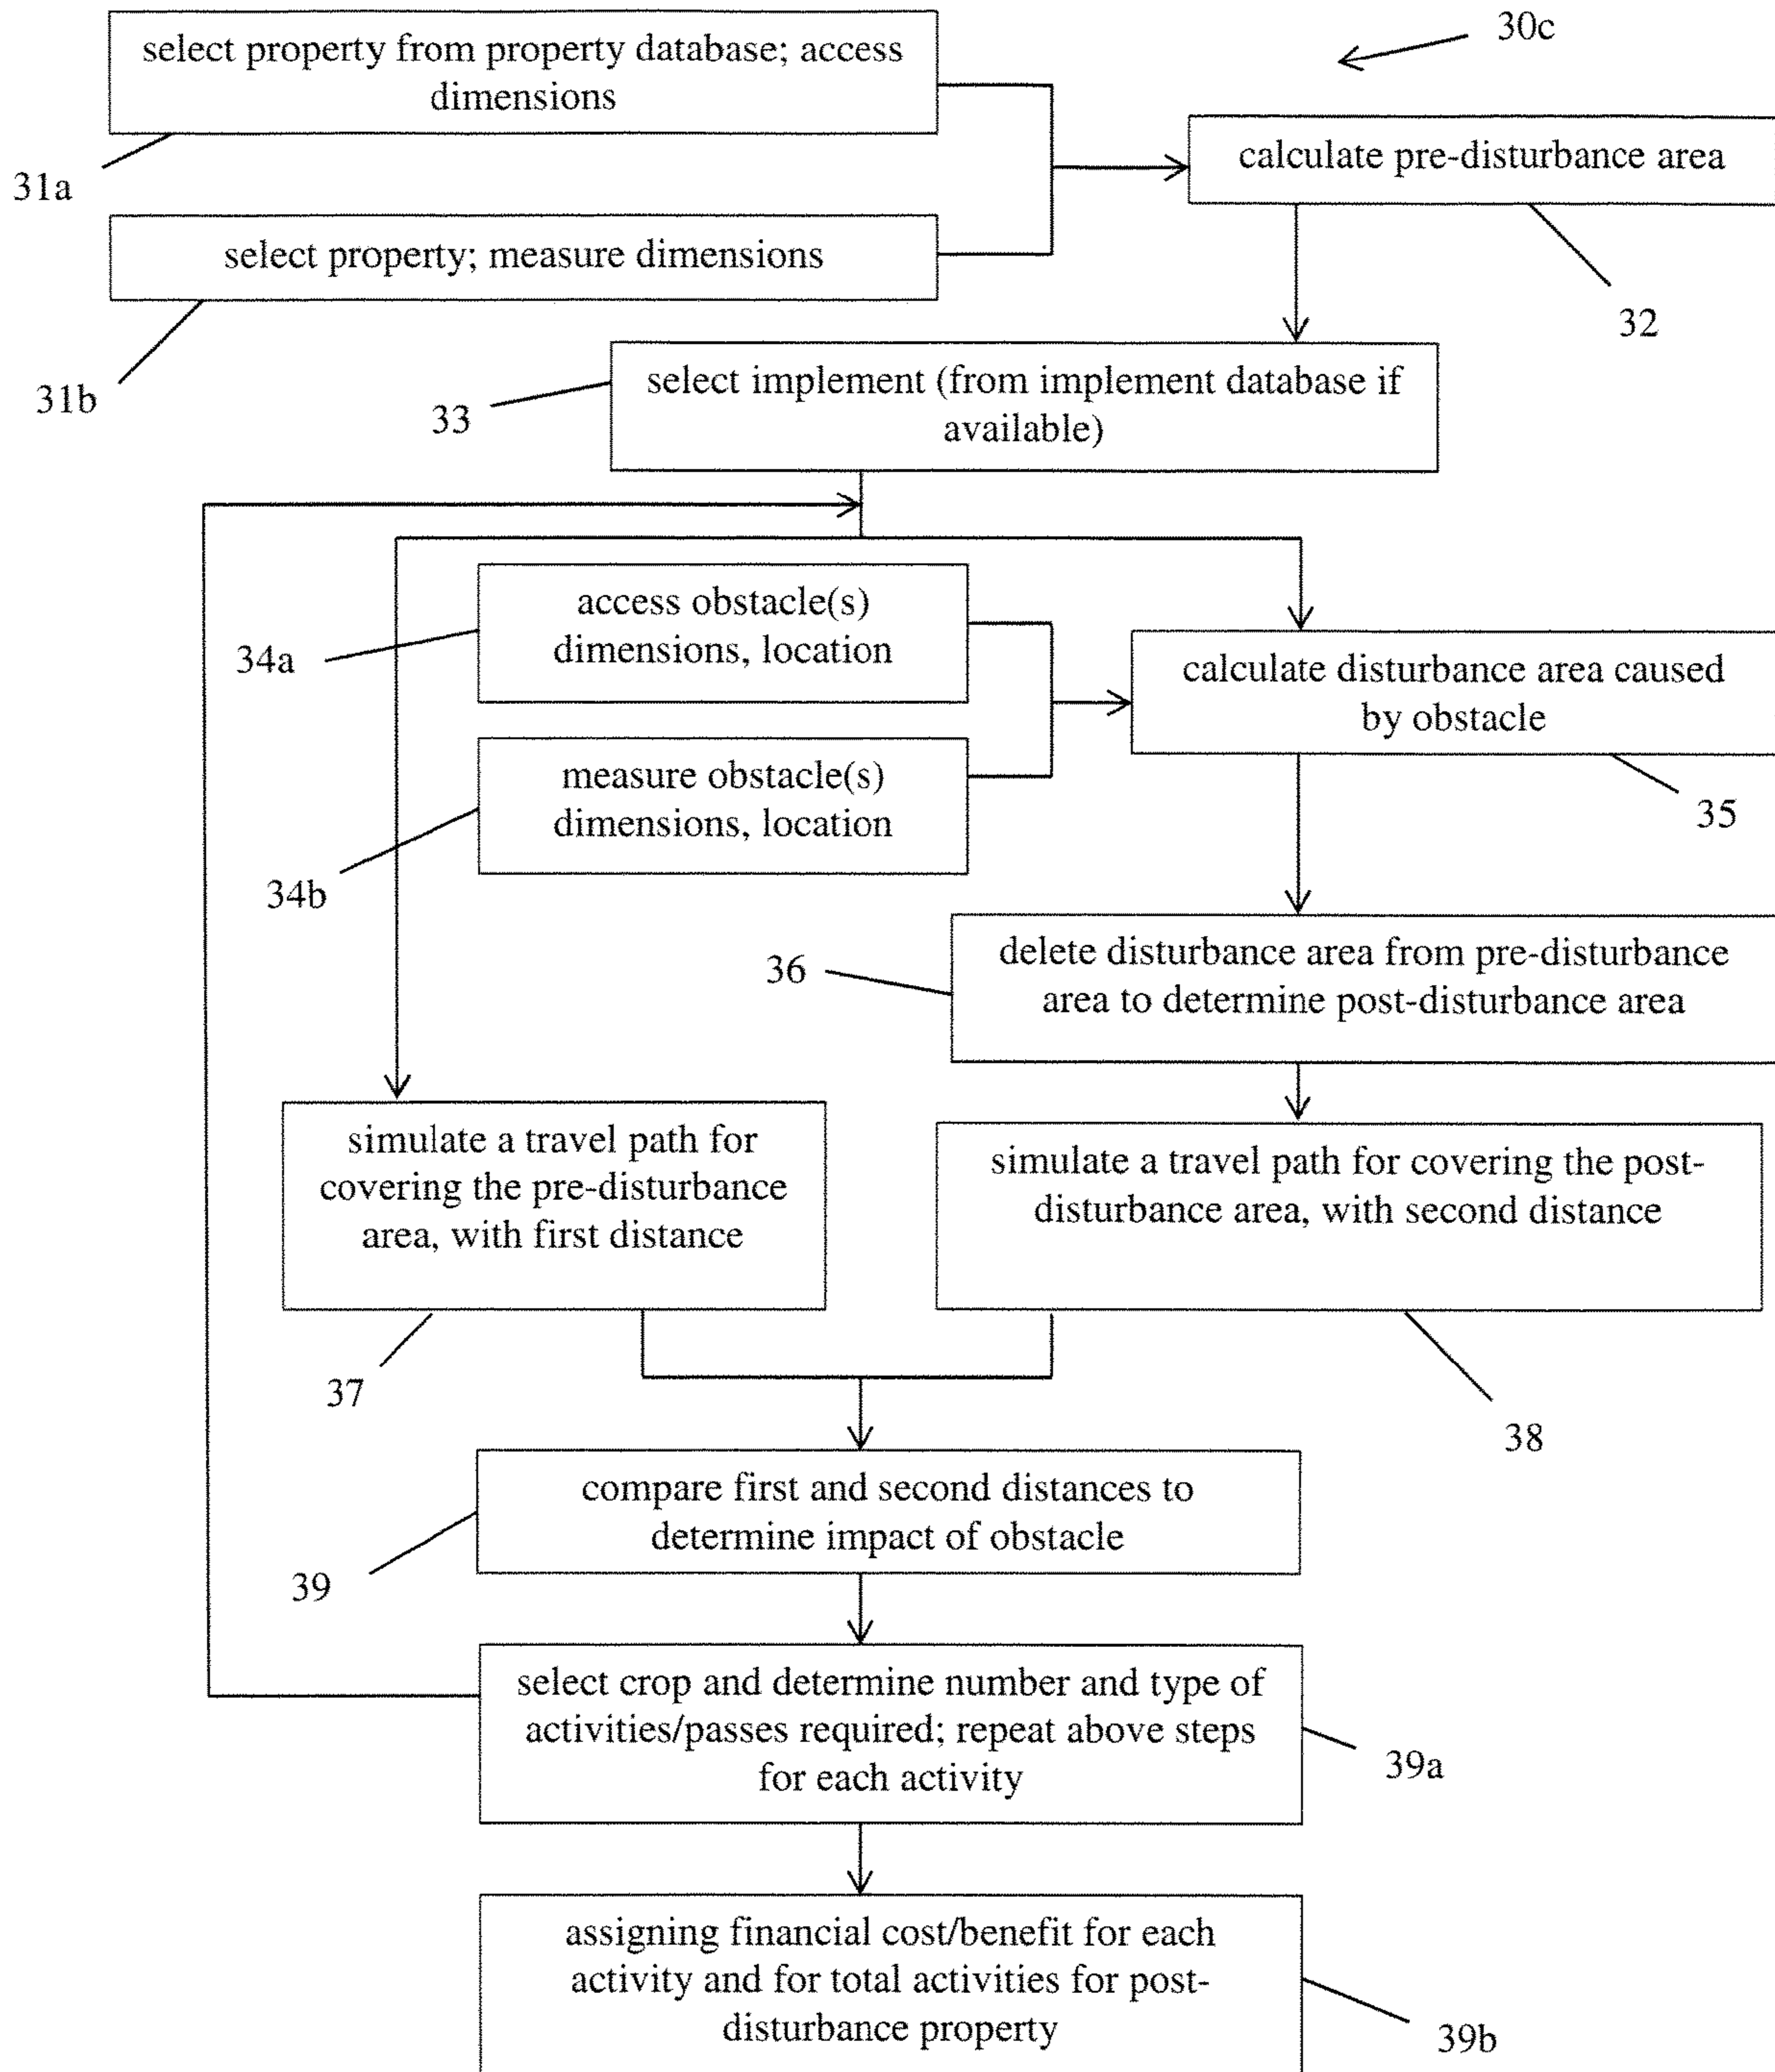 30c
select property from property database; access
dimensions
31a
calculate pre-disturbance area
32
select property; measure dimensions
31b
select implement (from implement database if
available)
33
access obstacle(s)
dimensions, location
34a
calculate disturbance area caused
by obstacle
35
measure obstacle(s)
dimensions, location
34b
delete disturbance area from pre-disturbance
area to determine post-disturbance area
36
simulate a travel path for
covering the pre-disturbance
area, with first distance
37
simulate a travel path for covering the post-
disturbance area, with second distance
38
compare first and second distances to
determine impact of obstacle
39
select crop and determine number and type of
activities/passes required; repeat above steps
for each activity
39a
assigning financial cost/benefit for each
activity and for total activities for post-
disturbance property
39b